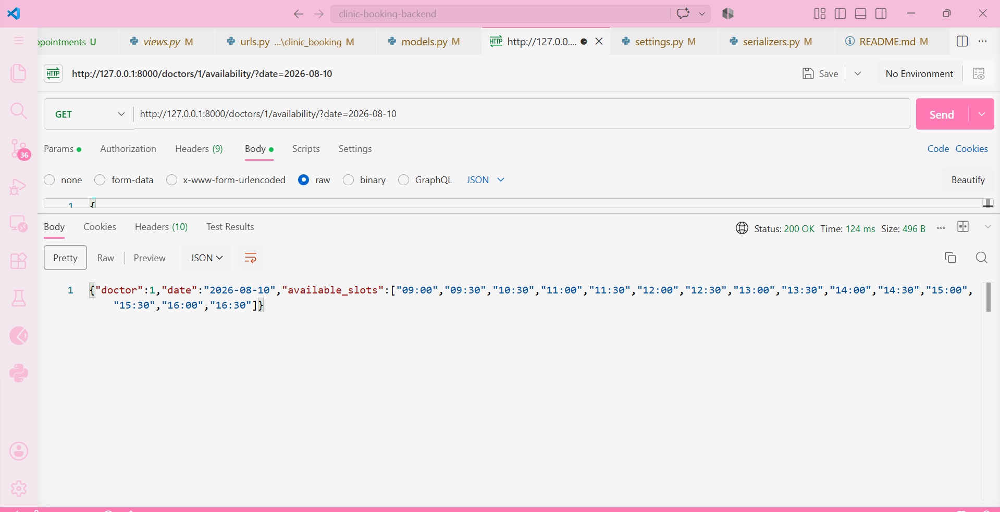 clinic-booking-backend
ppointments U
views.py M
urls.py ...\clinic_booking M
models.py M
HTTP http://127.0.0....
settings.py M
serializers.py M
README.md M
HTTP http://127.0.0.1:8000/doctors/1/availability/?date=2026-08-10
Save
No Environment
GET
http://127.0.0.1:8000/doctors/1/availability/?date=2026-08-10
Send
Params
Authorization
Headers (9)
Body
Scripts
Settings
Code
Cookies
36
none
form-data
x-www-form-urlencoded
raw
binary
GraphQL
JSON
Beautify
1 {
Body
Cookies
Headers (10)
Test Results
Status: 200 OK Time: 124 ms Size: 496 B
Pretty
Raw
Preview
JSON
1 {"doctor":1,"date":"2026-08-10","available_slots":["09:00","09:30","10:30","11:00","11:30","12:00","12:30","13:00","13:30","14:00","14:30","15:00",
"15:30","16:00","16:30"]}